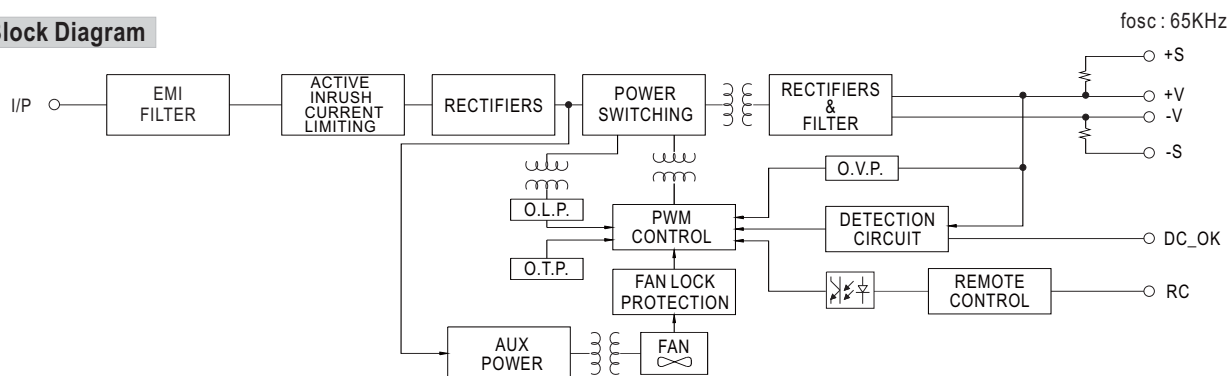 Block Diagram
fosc : 65KHz
I/P
EMI
FILTER
ACTIVE
INRUSH
CURRENT
LIMITING
RECTIFIERS
POWER
SWITCHING
RECTIFIERS
&
FILTER
+S
+V
-V
-S
O.V.P.
O.L.P.
O.T.P.
PWM
CONTROL
DETECTION
CIRCUIT
DC_OK
FAN LOCK
PROTECTION
REMOTE
CONTROL
RC
AUX
POWER
FAN